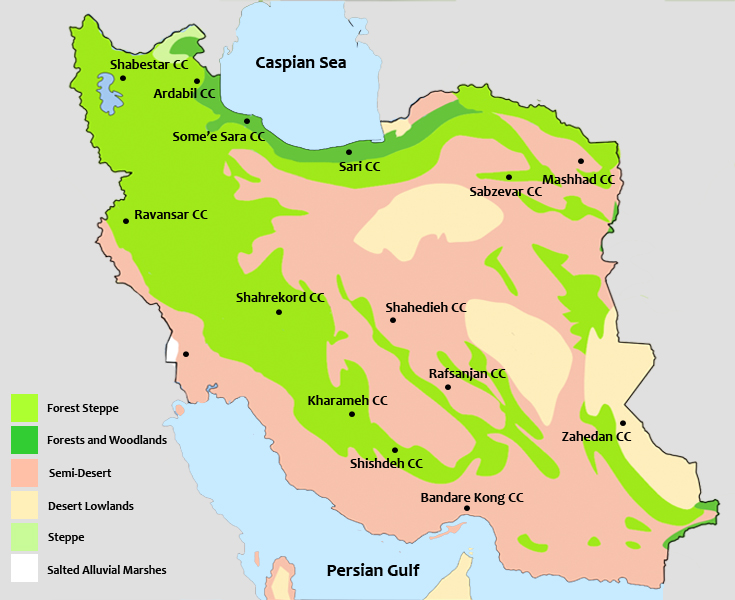 Caspian Sea
Shabestar CC
Ardabil CC
Some'e Sara CC
Sari CC
Mashhad CC
Sabzevar CC
Ravansar CC
Shahrekord CC
Shahedieh CC
Rafsanjan CC
Kharameh CC
Zahedan CC
Shishdeh CC
Bandare Kong CC
Persian Gulf
Forest Steppe
Forests and Woodlands
Semi-Desert
Desert Lowlands
Steppe
Salted Alluvial Marshes